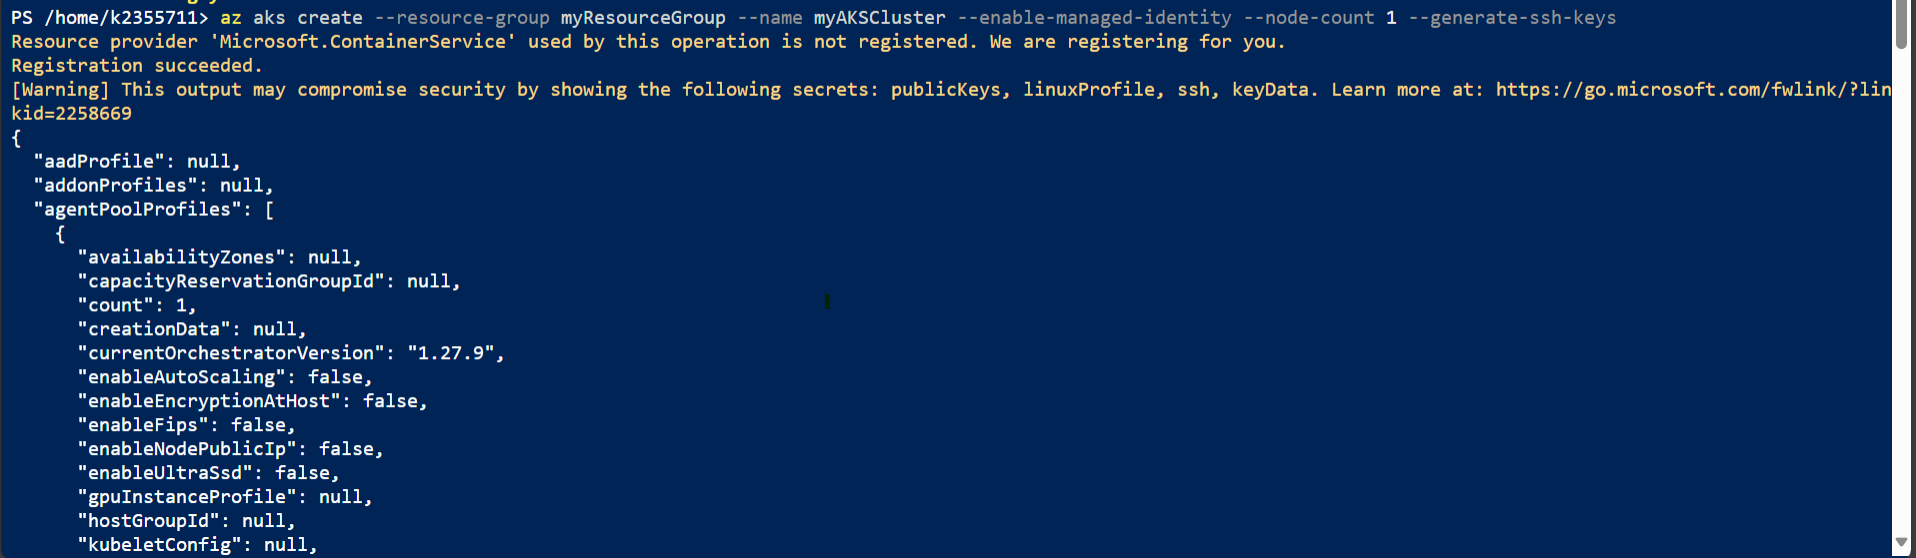 PS /home/k2355711> az aks create --resource-group myResourceGroup --name myAKSCluster --enable-managed-identity --node-count 1 --generate-ssh-keys
Resource provider 'Microsoft.ContainerService' used by this operation is not registered. We are registering for you.
Registration succeeded.
[Warning] This output may compromise security by showing the following secrets: publicKeys, linuxProfile, ssh, keyData. Learn more at: https://go.microsoft.com/fwlink/?lin
kid=2258669
{
  "aadProfile": null,
  "addonProfiles": null,
  "agentPoolProfiles": [
    {
      "availabilityZones": null,
      "capacityReservationGroupId": null,
      "count": 1,
      "creationData": null,
      "currentOrchestratorVersion": "1.27.9",
      "enableAutoScaling": false,
      "enableEncryptionAtHost": false,
      "enableFips": false,
      "enableNodePublicIp": false,
      "enableUltraSsd": false,
      "gpuInstanceProfile": null,
      "hostGroupId": null,
      "kubeletConfig": null,